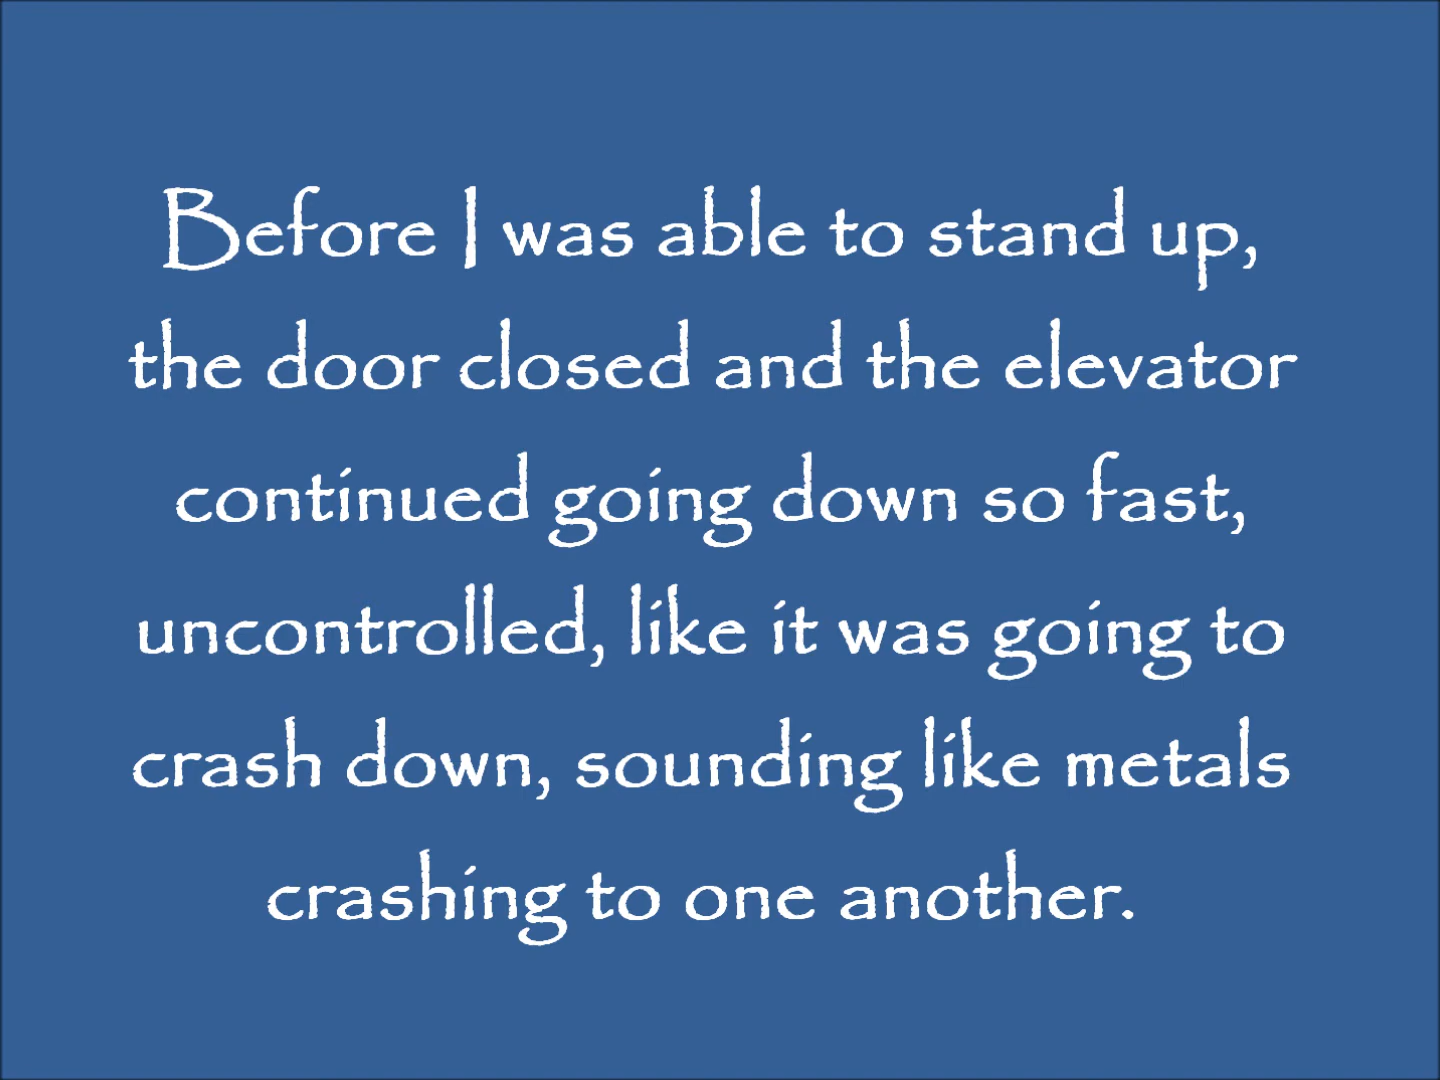 Before I was able to stand up,
the door closed and the elevator
continued going down so fast,
uncontrolled, like it was going to
crash down, sounding like metals
crashing to one another.